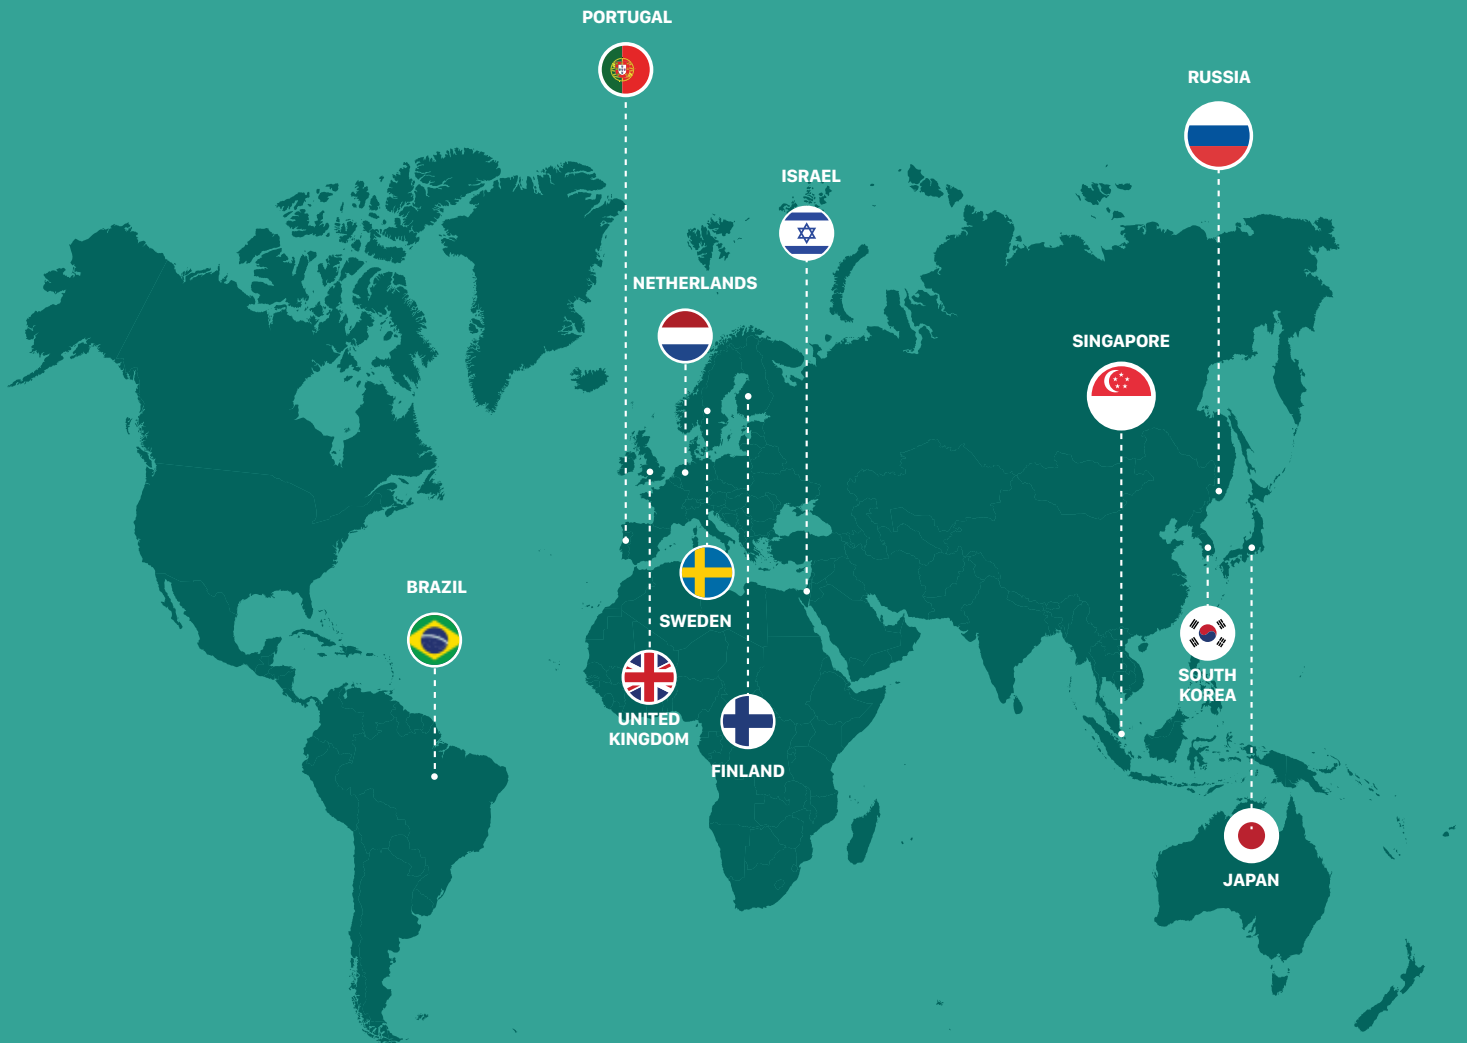 PORTUGAL
RUSSIA
ISRAEL
NETHERLANDS
SINGAPORE
BRAZIL
SWEDEN
SOUTH
KOREA
UNITED
KINGDOM
FINLAND
JAPAN